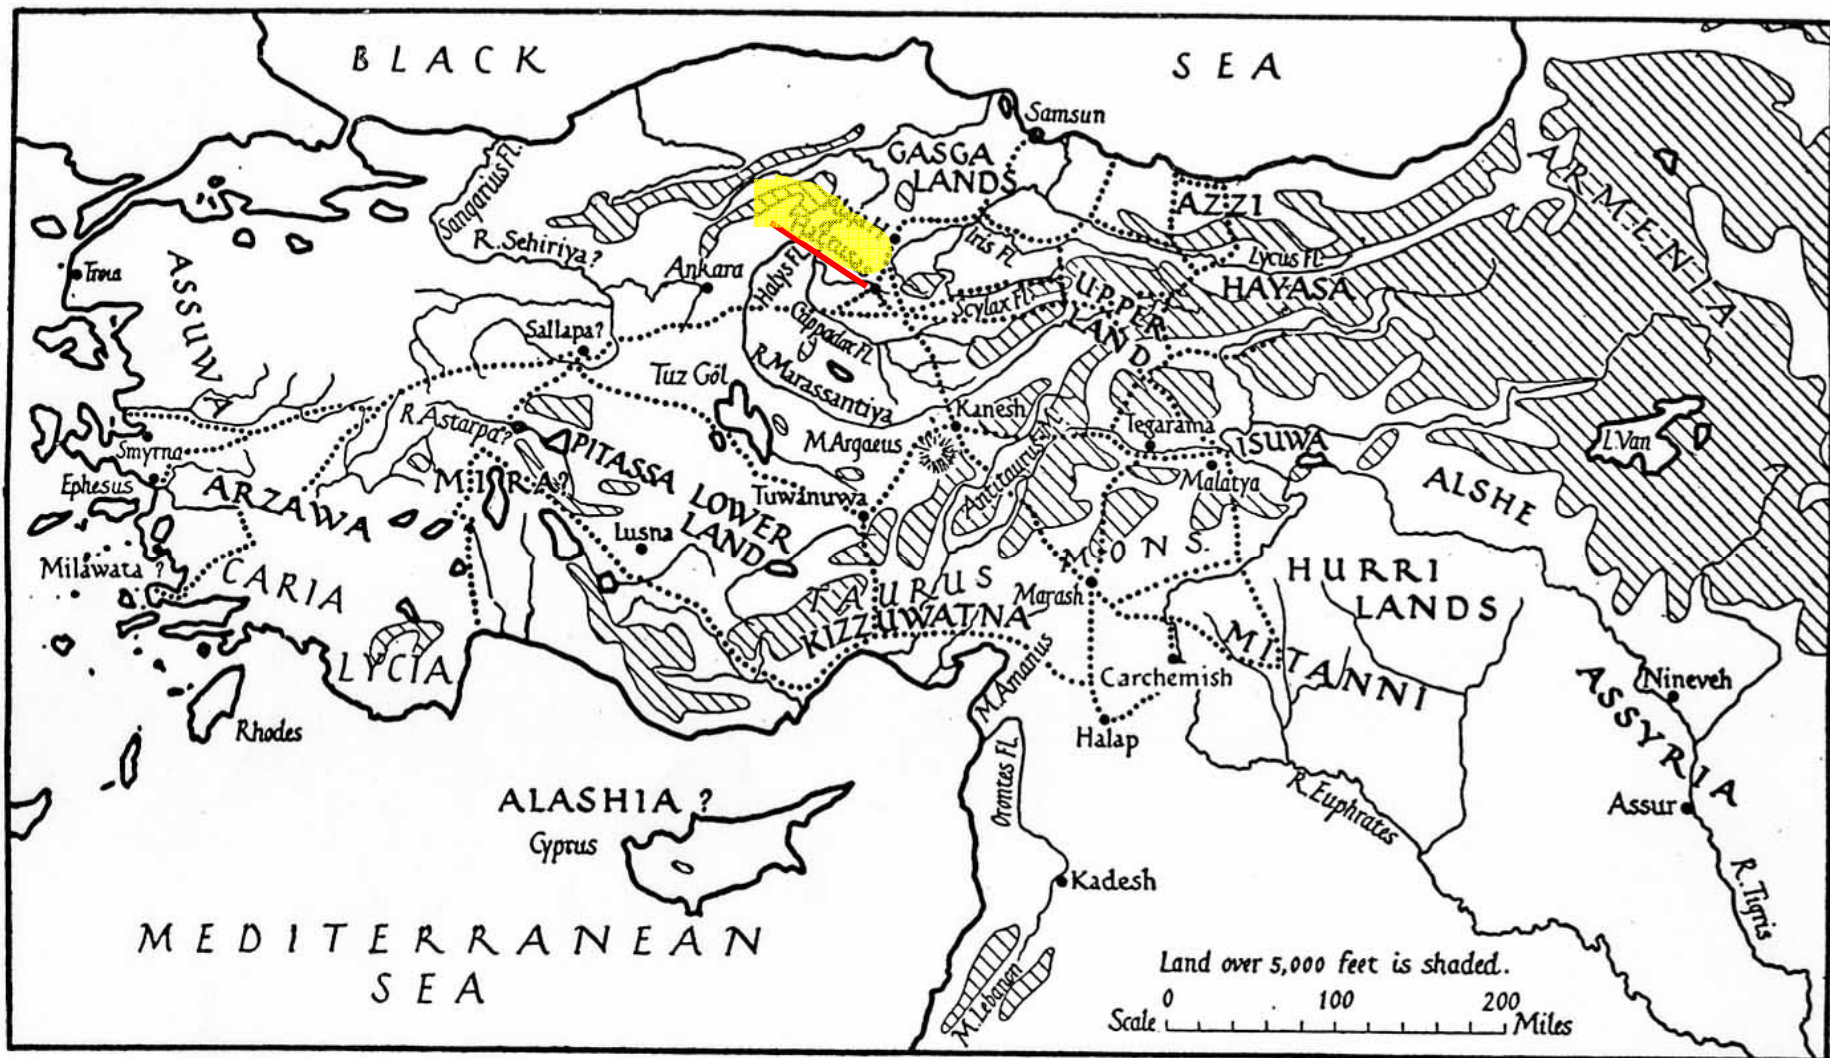 BLACK
SEA
Samsun
GASGA
LANDS
Sangarius Fl.
AZZI
ARMENIA
R. Sehiriya?
Iris Fl.
Lycus Fl.
Troia
ASSUWA
Ankara
Halys Fl.
HAYASA
UPPER
LAND
Scylax Fl.
Cappadox Fl.
Sallapa?
Tuz Göl
R. Marassantiya
Kanesh
Tegarama
R. Astarpa?
M. Argaeus
ISUWA
L. Van
Smyrna
PITASSA
Antitaurus M.
Malatya
ALSHE
Ephesus
ARZAWA
MIRA?
Tuwanuwa
LOWER
LAND
Lusna
MONS.
Miláwata?
CARIA
TAURUS
Marash
HURRI
LANDS
KIZZUWATNA
LYCIA
MITANNI
M. Amanus
Carchemish
Nineveh
ASSYRIA
Rhodes
Halap
Orontes Fl.
R. Euphrates
ALASHIA ?
Cyprus
Assur
Kadesh
R. Tigris
MEDITERRANEAN
SEA
M. Lebanon
Land over 5,000 feet is shaded.
0 100 200
Scale Miles